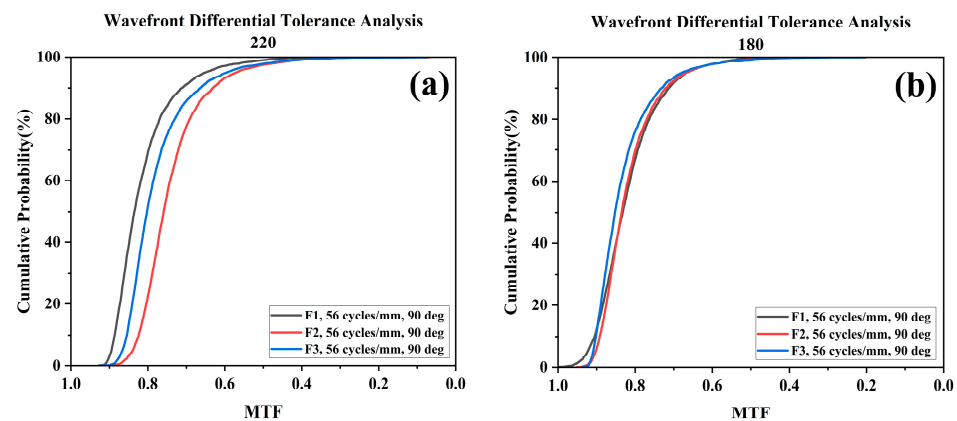 Wavefront Differential Tolerance Analysis
220
(a)
Cumulative Probability(%)
100
80
60
40
20
0
F1, 56 cycles/mm, 90 deg
F2, 56 cycles/mm, 90 deg
F3, 56 cycles/mm, 90 deg
1.0 0.8 0.6 0.4 0.2 0.0
MTF
Wavefront Differential Tolerance Analysis
180
(b)
Cumulative Probability(%)
100
80
60
40
20
0
F1, 56 cycles/mm, 90 deg
F2, 56 cycles/mm, 90 deg
F3, 56 cycles/mm, 90 deg
1.0 0.8 0.6 0.4 0.2 0.0
MTF